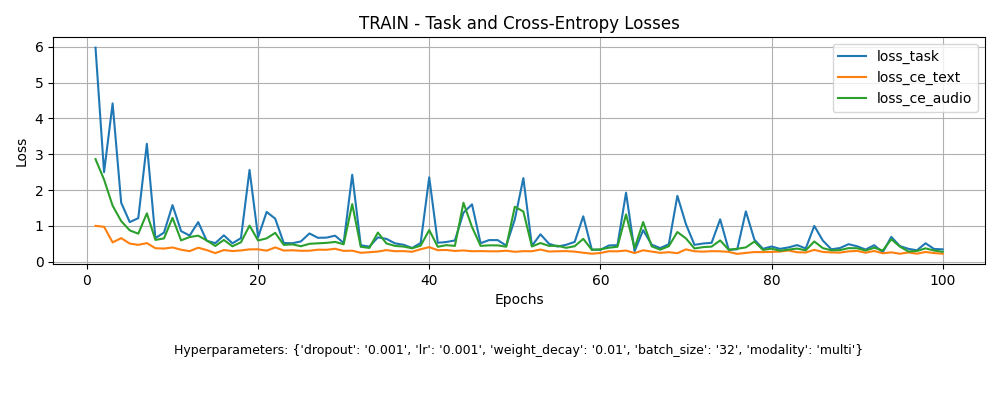 TRAIN - Task and Cross-Entropy Losses
loss_task
loss_ce_text
loss_ce_audio
Loss
6
5
4
3
2
1
0
0 20 40 60 80 100
Epochs
Hyperparameters: {'dropout': '0.001', 'lr': '0.001', 'weight_decay': '0.01', 'batch_size': '32', 'modality': 'multi'}